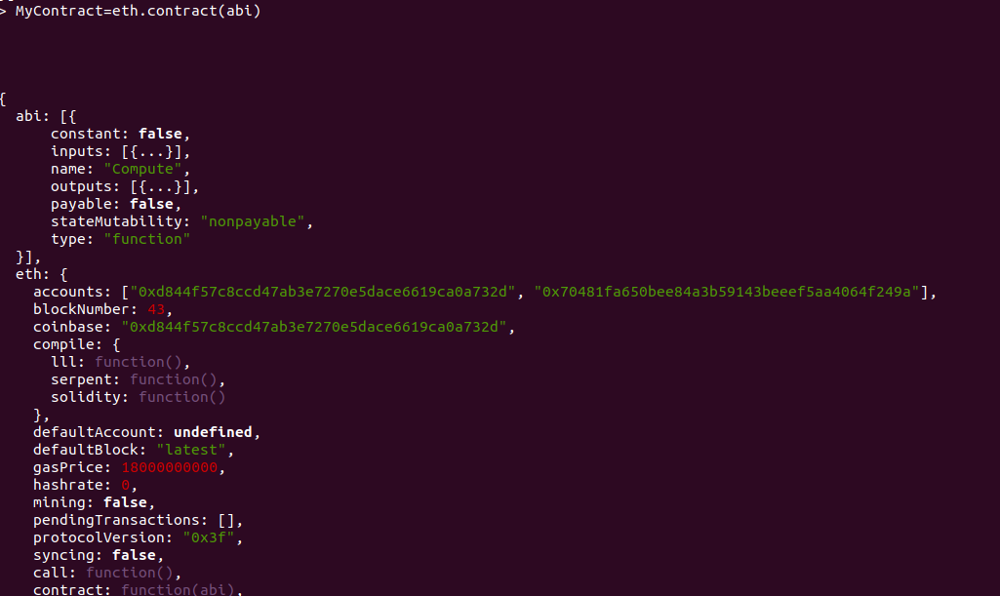 > MyContract=eth.contract(abi)
{
abi: [{
constant: false,
inputs: [{...}],
name: "Compute",
outputs: [{...}],
payable: false,
stateMutability: "nonpayable",
type: "function"
}],
eth: {
accounts: ["0xd844f57c8ccd47ab3e7270e5dace6619ca0a732d", "0x70481fa650bee84a3b59143beeef5aa4064f249a"],
blockNumber: 43,
coinbase: "0xd844f57c8ccd47ab3e7270e5dace6619ca0a732d",
compile: {
lll: function(),
serpent: function(),
solidity: function()
},
defaultAccount: undefined,
defaultBlock: "latest",
gasPrice: 18000000000,
hashrate: 0,
mining: false,
pendingTransactions: [],
protocolVersion: "0x3f",
syncing: false,
call: function(),
contract: function(abi),